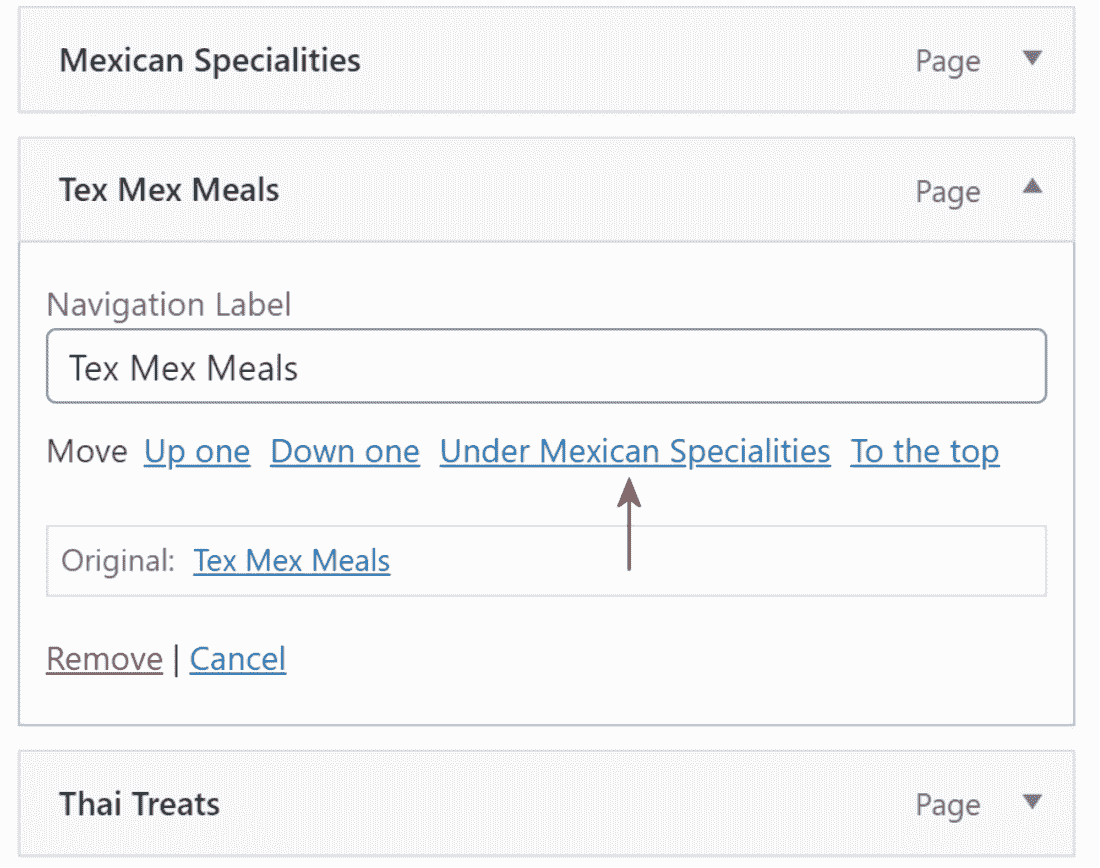 Mexican Specialities Page
Tex Mex Meals Page
Navigation Label
Tex Mex Meals
Move Up one Down one Under Mexican Specialities To the top
Original: Tex Mex Meals
Remove | Cancel
Thai Treats Page